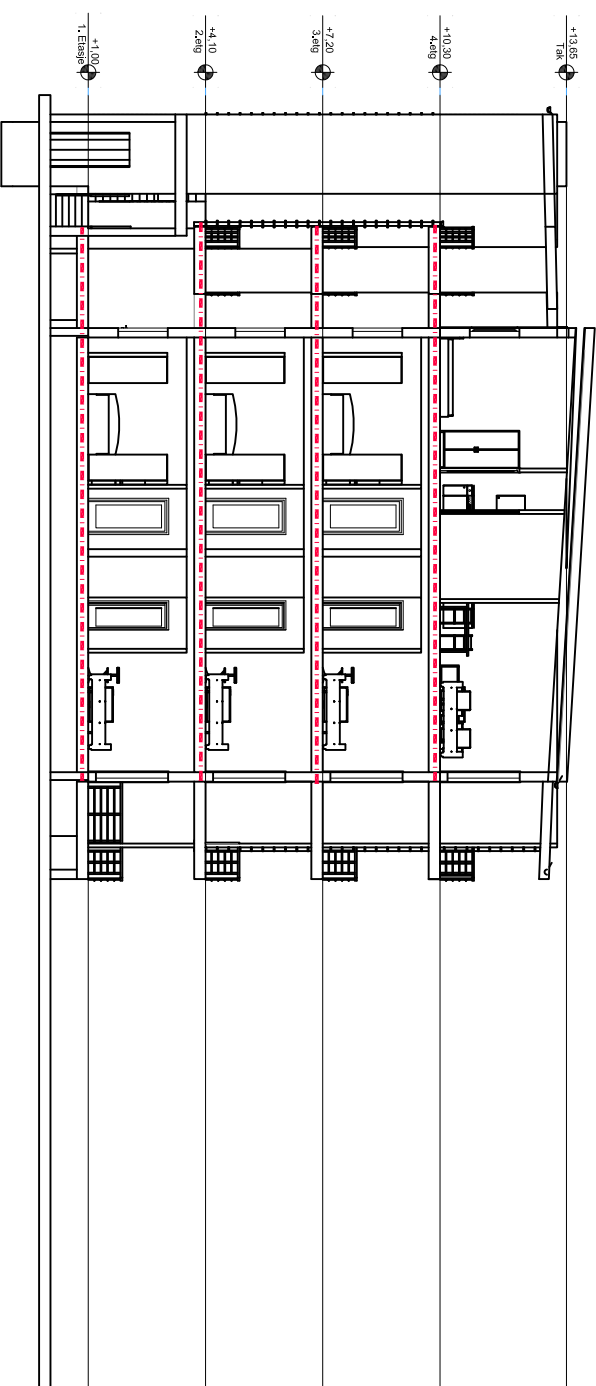 +13,65
Tak
+10,30
4.etg
+7,20
3.etg
+4,10
2.etg
+1,00
1. Etasje